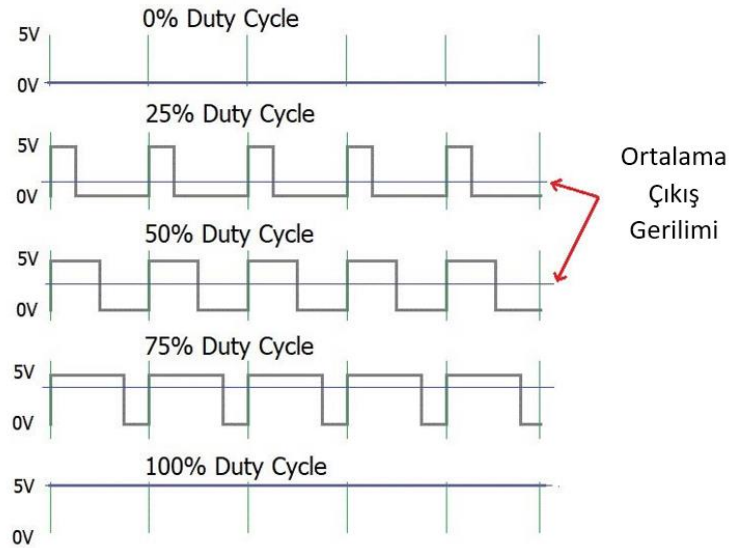 0% Duty Cycle
5V
0V
25% Duty Cycle
5V
0V
Ortalama
Çıkış
Gerilimi
50% Duty Cycle
5V
0V
75% Duty Cycle
5V
0V
100% Duty Cycle
5V
0V